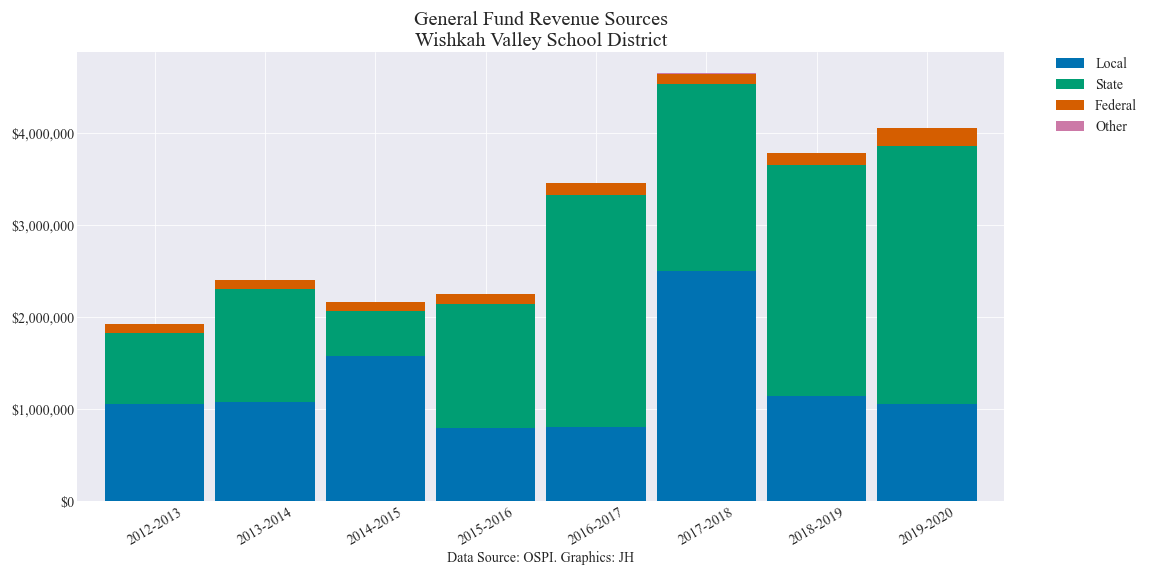 General Fund Revenue Sources
Wishkah Valley School District
Local
State
Federal
Other
$4,000,000
$3,000,000
$2,000,000
$1,000,000
$0
2012-2013
2013-2014
2014-2015
2015-2016
2016-2017
2017-2018
2018-2019
2019-2020
Data Source: OSPI. Graphics: JH